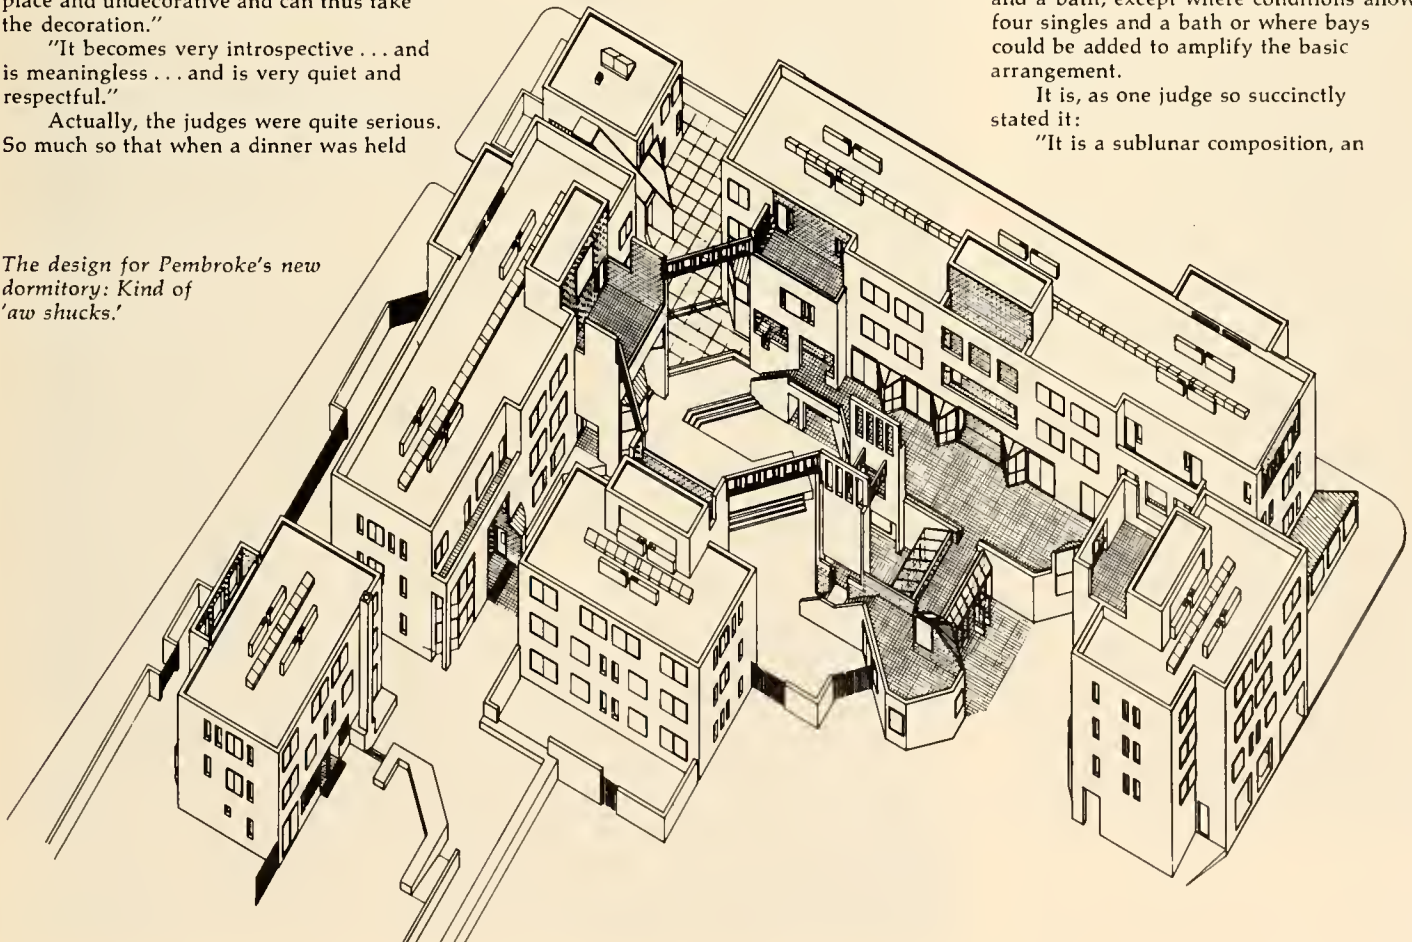 place and undecorative and can thus take
the decoration."
"It becomes very introspective . . . and
is meaningless . . . and is very quiet and
respectful."
Actually, the judges were quite serious.
So much so that when a dinner was held
The design for Pembroke's new
dormitory: Kind of
'aw shucks.'
and a bath, except where conditions allow
four singles and a bath or where bays
could be added to amplify the basic
arrangement.
It is, as one judge so succinctly
stated it:
"It is a sublunar composition, an